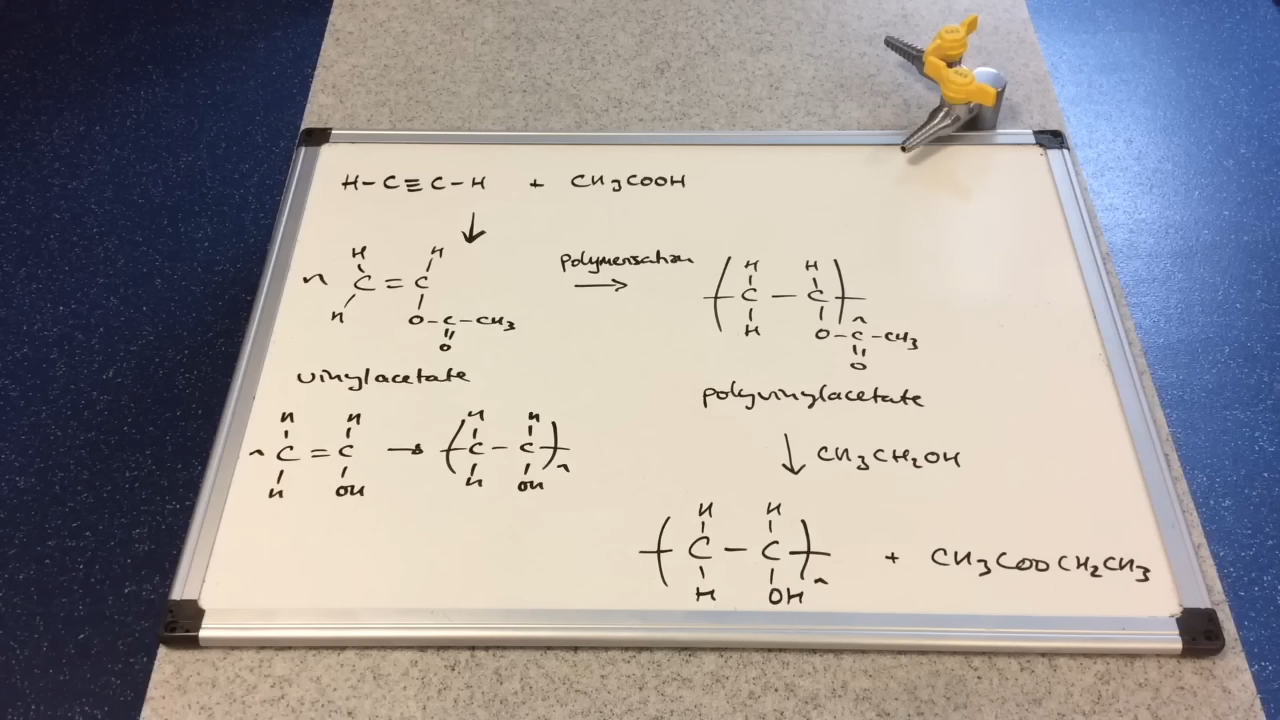 H-C≡C-H + CH3COOH
↓
H H
n C = C
H O-C-CH3
O
polymerisation
→
H H
( C — C )n
H O-C-CH3
O
vinylacetate
polyvinylacetate
H H
n C = C
H OH
→
H H
( C - C )n
H OH
↓ CH3CH2OH
H H
( C - C )n + CH3COOCH2CH3
H OH